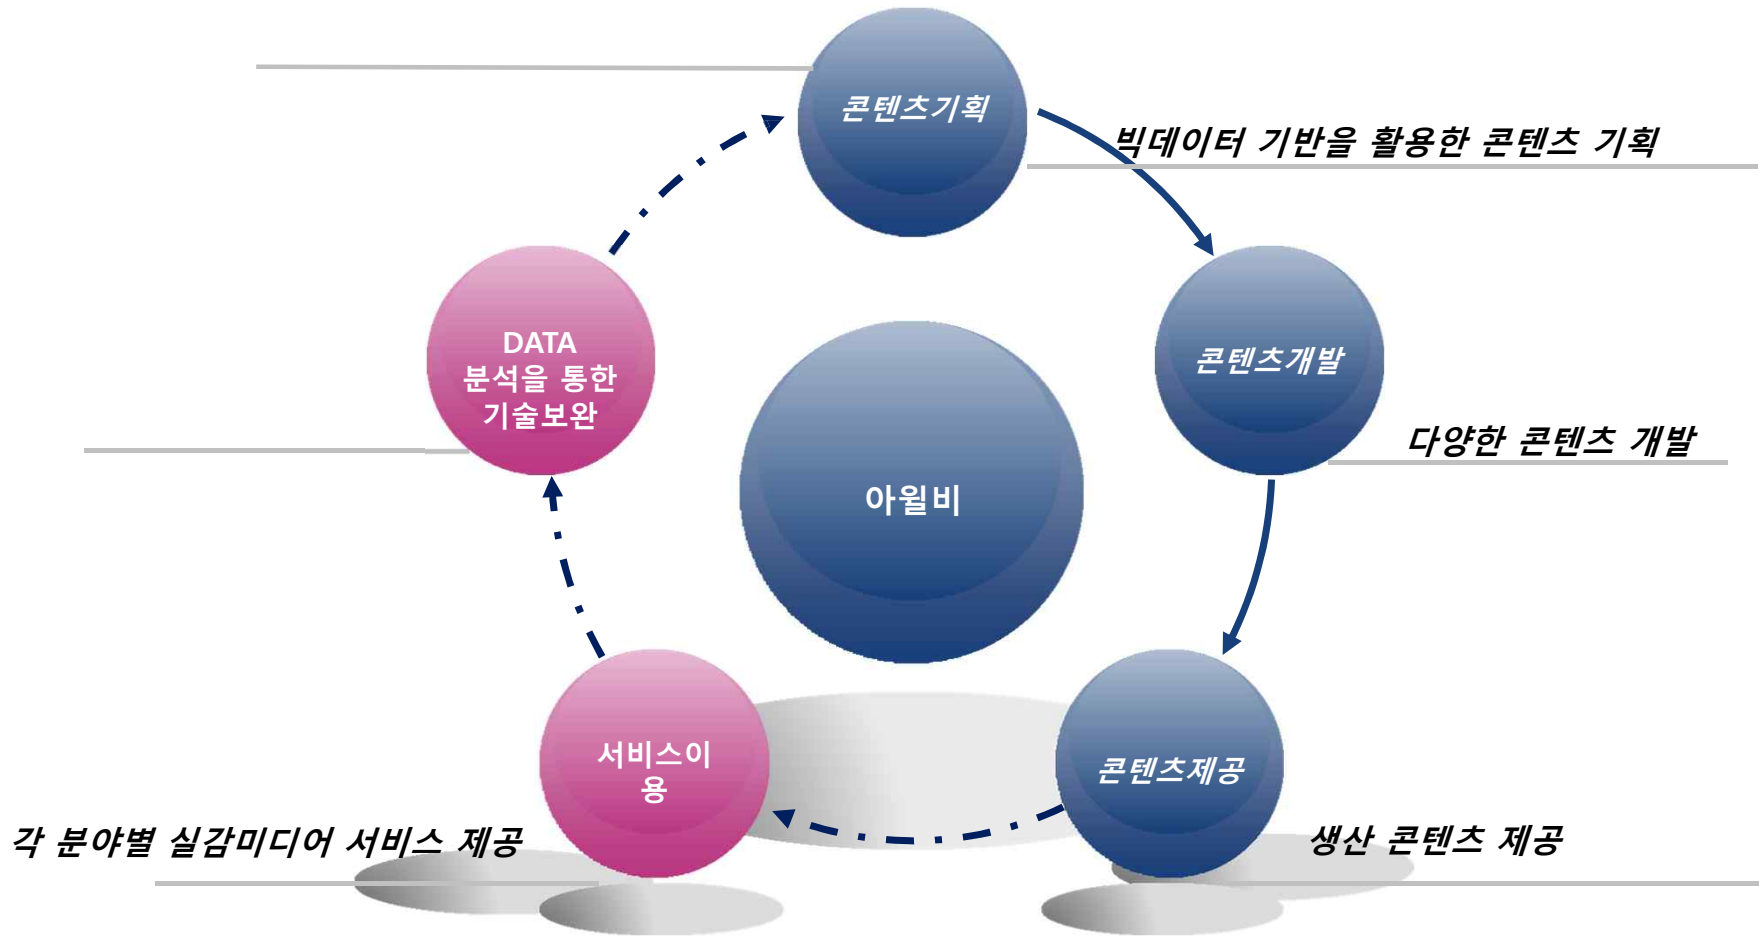 콘텐츠기획
빅데이터 기반을 활용한 콘텐츠 기획
DATA
분석을 통한
기술보완
콘텐츠개발
다양한 콘텐츠 개발
아윌비
서비스이
용
콘텐츠제공
각 분야별 실감미디어 서비스 제공
생산 콘텐츠 제공